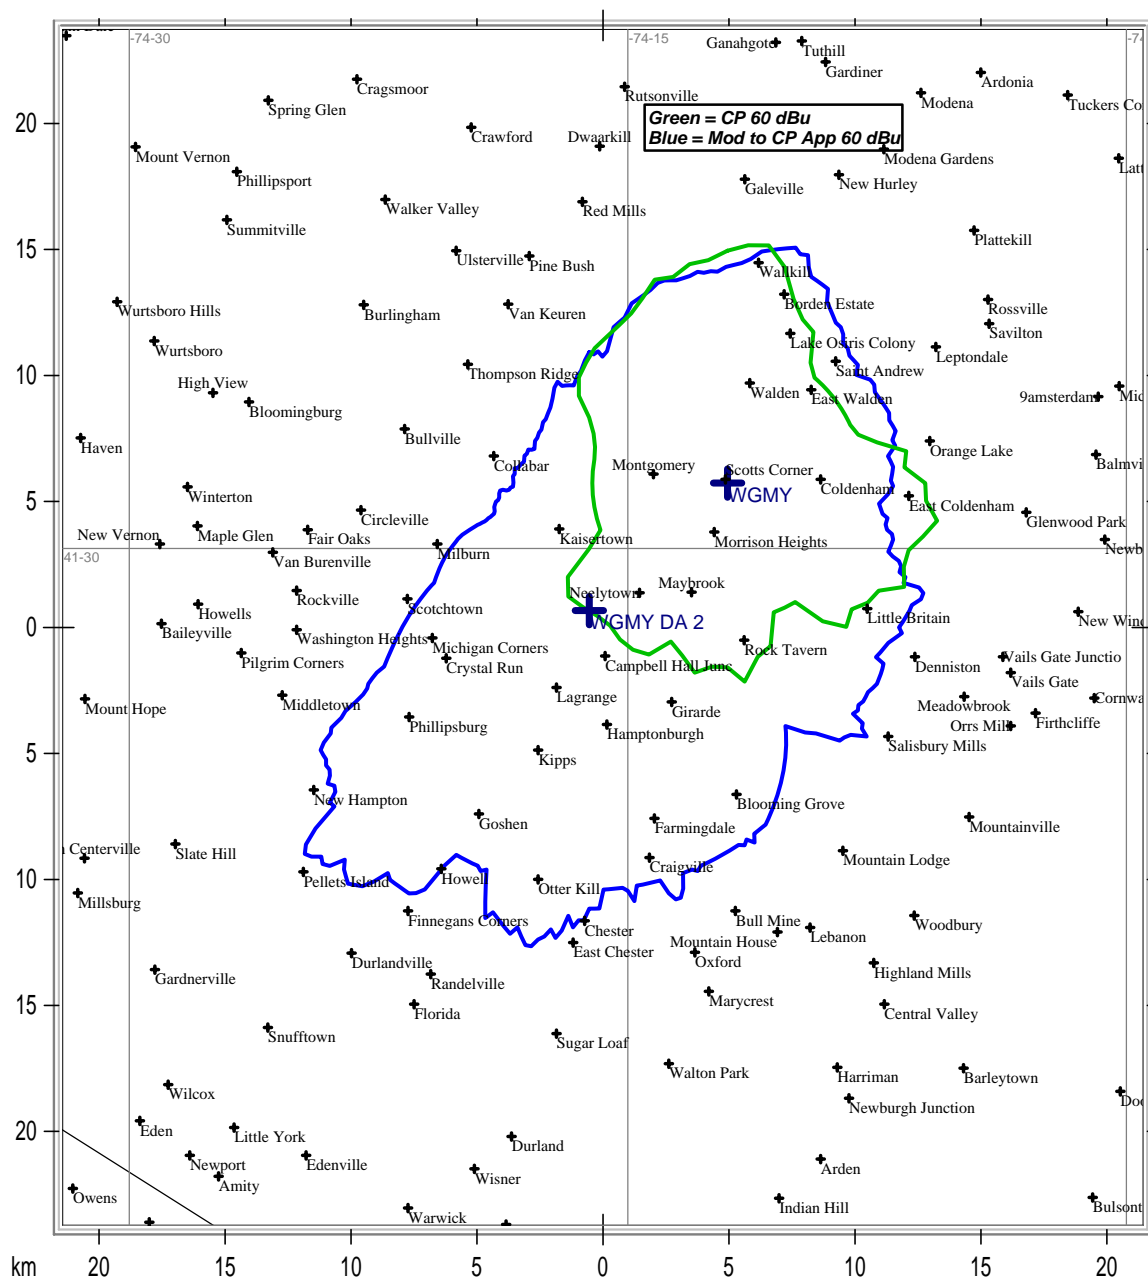 -74-30
-74-15
Ganahgote
Tuthill
Gardiner
Cragsmoor
Rutsonville
Ardonia
Modena
Tuckers Co
Spring Glen
Green = CP 60 dBu
Blue = Mod to CP App 60 dBu
20
Crawford
Dwaarkill
Mount Vernon
Modena Gardens
Latt
Phillipsport
Galeville
New Hurley
Walker Valley
Red Mills
Summitville
Plattekill
15
Ulsterville
Pine Bush
Wallkill
Wurtsboro Hills
Burlingham
Van Keuren
Borden Estate
Rossville
Savilton
Wurtsboro
Lake Osiris Colony
Leptondale
10
Thompson Ridge
Saint Andrew
High View
Bloomingburg
Walden
East Walden
9amsterdam
Mid
Haven
Bullville
Orange Lake
Collabar
Montgomery
Scotts Corner
Balmvi
5
Winterton
WGMY
Coldenham
Circleville
East Coldenham
Glenwood Park
New Vernon
Maple Glen
Fair Oaks
Kaisertown
Morrison Heights
Newb
41-30
Van Burenville
Milburn
Rockville
Scotchtown
Neelytown
Maybrook
Howells
WGMY DA 2
Little Britain
New Wind
0
Baileyville
Washington Heights
Michigan Corners
Rock Tavern
Pilgrim Corners
Crystal Run
Campbell Hall Junc
Denniston
Vails Gate Junctio
Vails Gate
Mount Hope
Middletown
Lagrange
Girarde
Meadowbrook
Cornwa
Phillipsburg
Hamptonburgh
Orrs Mills
Firthcliffe
5
Kipps
Salisbury Mills
New Hampton
Blooming Grove
Goshen
Farmingdale
Mountainville
Centerville
Slate Hill
Craigville
Mountain Lodge
10
Pellets Island
Howell
Otter Kill
Millsburg
Finnegans Corners
Chester
Bull Mine
Lebanon
Woodbury
East Chester
Mountain House
Durlandville
Oxford
Gardnerville
Randelville
Highland Mills
15
Florida
Marycrest
Central Valley
Snufftown
Sugar Loaf
Walton Park
Harriman
Barleytown
Wilcox
Newburgh Junction
Doo
Eden
20
Little York
Durland
Newport
Edenville
Arden
Amity
Wisner
Owens
Warwick
Indian Hill
Bulsont
km
20
15
10
5
0
5
10
15
20